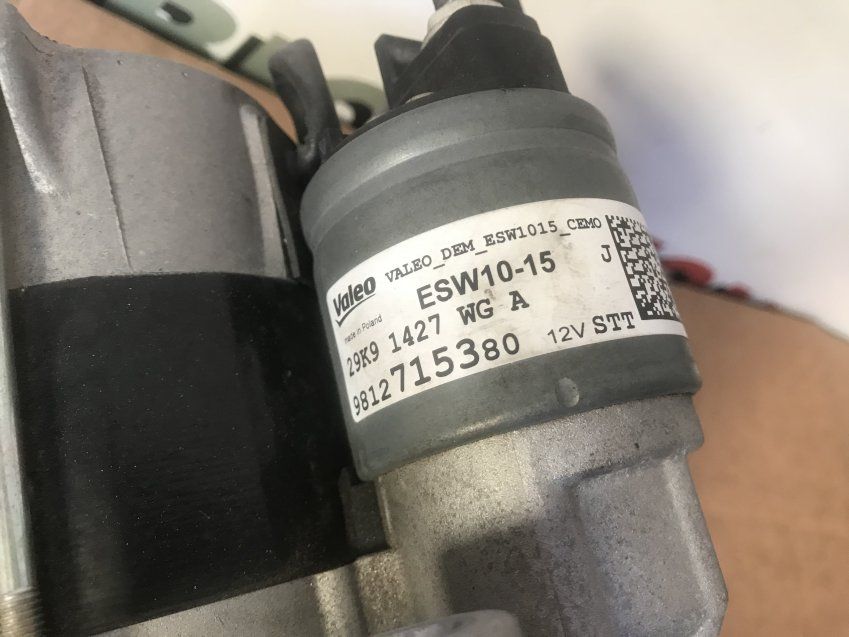 VALEO_DEM_ESW1015_CEMO
Valeo ESW10-15 J
made in Poland
29K9 1427 WG A
9812715380 12V STT